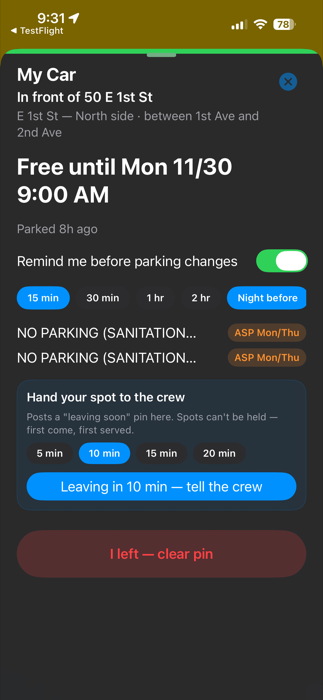 9:31
78
◀ TestFlight
My Car
In front of 50 E 1st St
E 1st St — North side · between 1st Ave and
2nd Ave
Free until Mon 11/30
9:00 AM
Parked 8h ago
Remind me before parking changes
15 min
30 min
1 hr
2 hr
Night before
NO PARKING (SANITATION...
ASP Mon/Thu
NO PARKING (SANITATION...
ASP Mon/Thu
Hand your spot to the crew
Posts a "leaving soon" pin here. Spots can't be held —
first come, first served.
5 min
10 min
15 min
20 min
Leaving in 10 min — tell the crew
I left — clear pin